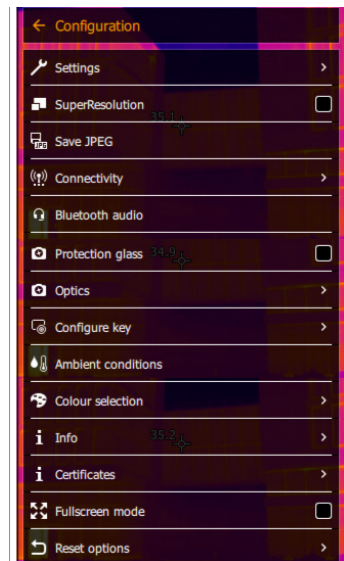 ← Configuration
Settings
SuperResolution
35.1
Save JPEG
Connectivity
Bluetooth audio
Protection glass
34.9
Optics
Configure key
Ambient conditions
Colour selection
Info
35.2
Certificates
Fullscreen mode
Reset options